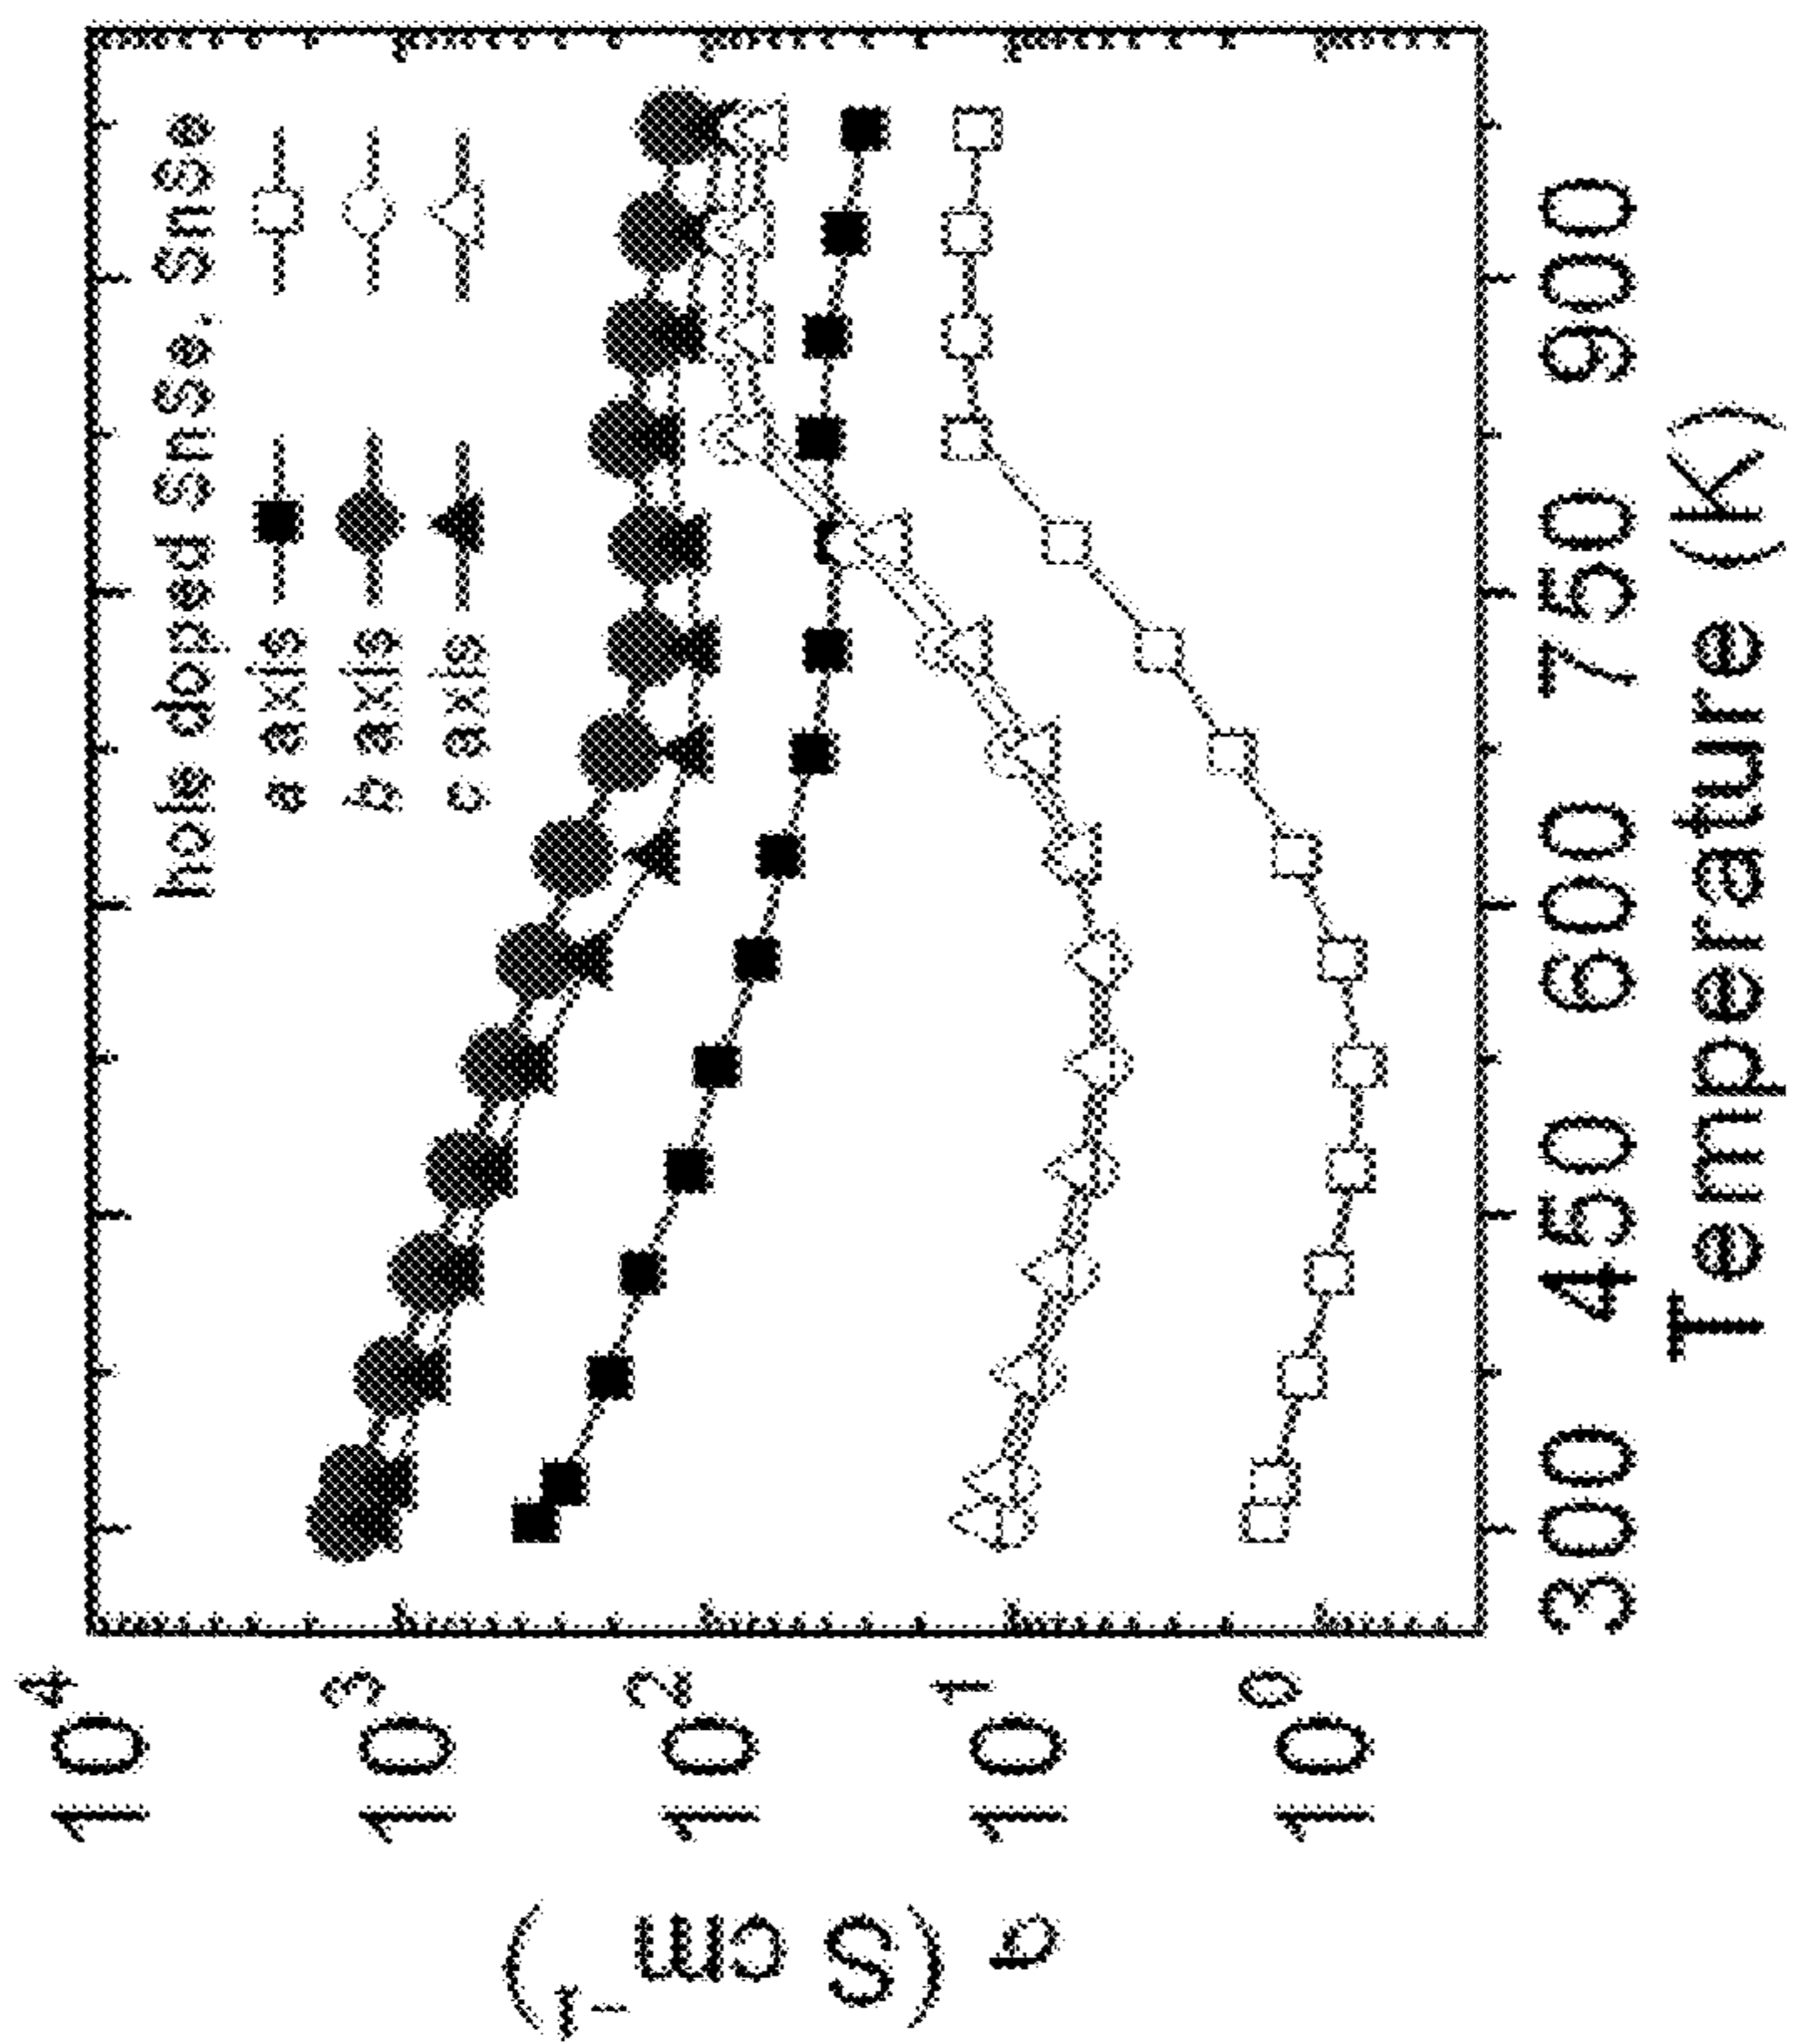 hole doped SnSe, SnSe
a axis
b axis
c axis
10⁴
10³
10²
10¹
10⁰
σ (S cm⁻¹)
300 450 600 750 900
Temperature (K)